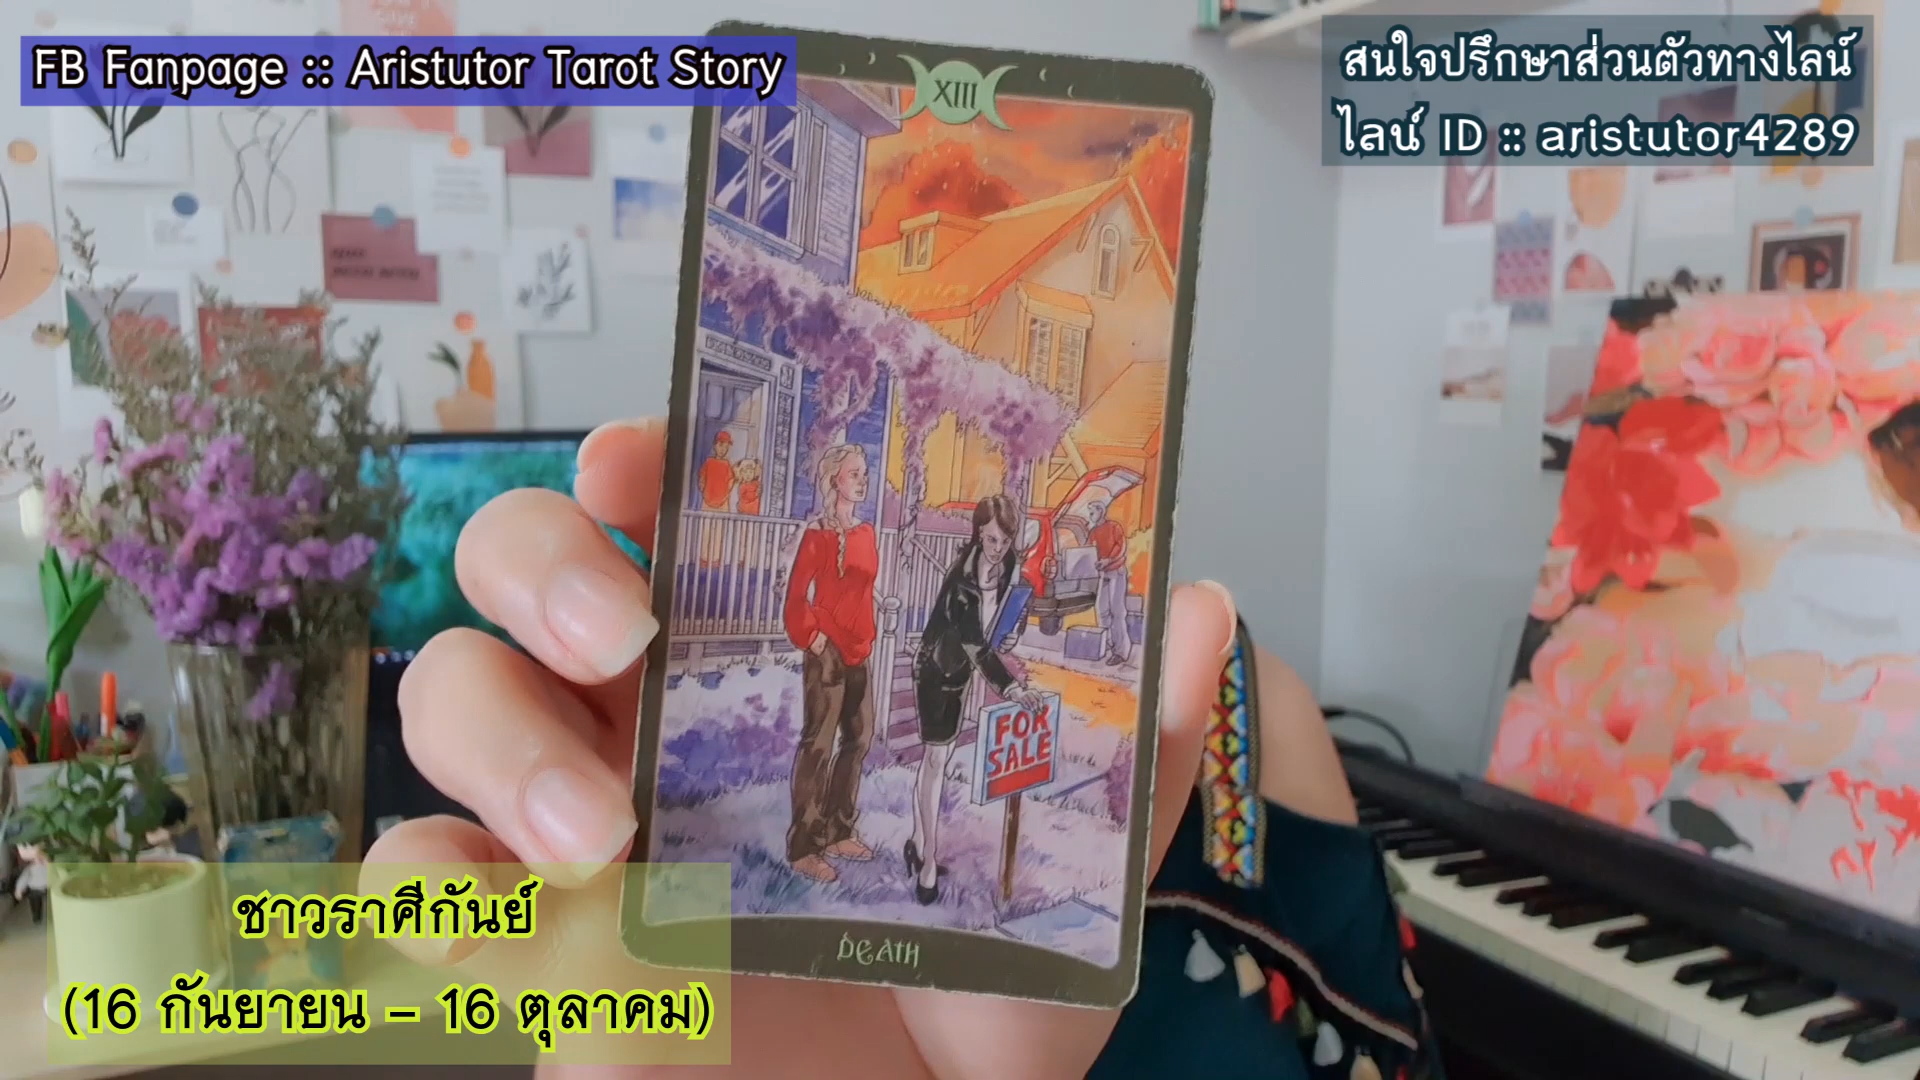 FB Fanpage :: Aristutor Tarot Story
สนใจปรึกษาส่วนตัวทางไลน์
ไลน์ ID :: aristutor4289
XIII
FOR
SALE
DEATH
ชาวราศีกันย์
(16 กันยายน – 16 ตุลาคม)